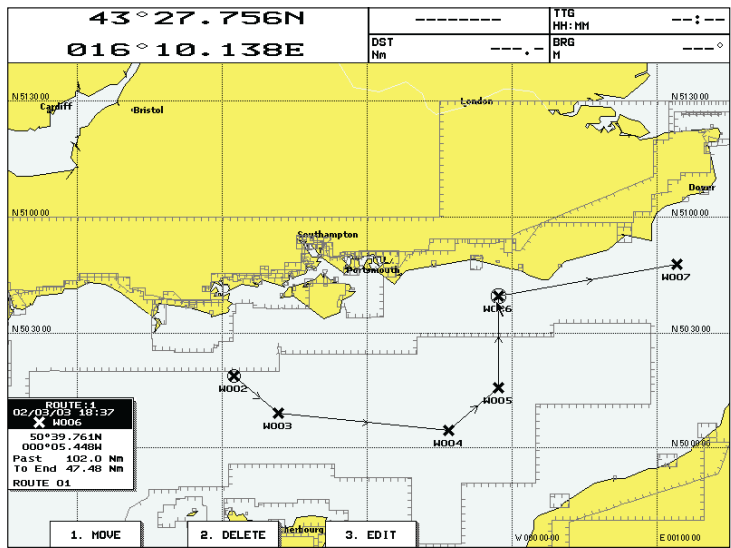 43°27.756N
016°10.138E
---------
TTG
HH:MM
--:--
DST
Nm
---.-
BRG
M
---°
N 51 30 00
N 51 30 00
London
Cardiff
Bristol
Dover
N 51 00 00
N 51 00 00
Southampton
Portsmouth
W007
W006
N 50 30 00
N 50 30 00
W002
W005
ROUTE:1
02/03/03 18:37
W006
W003
W004
50°39.761N
000°05.448W
N 50 00 00
Past 102.0 Nm
To End 47.48 Nm
ROUTE 01
1. MOVE
2. DELETE
herbourg
3. EDIT
W 000 00 00
E 001 00 00